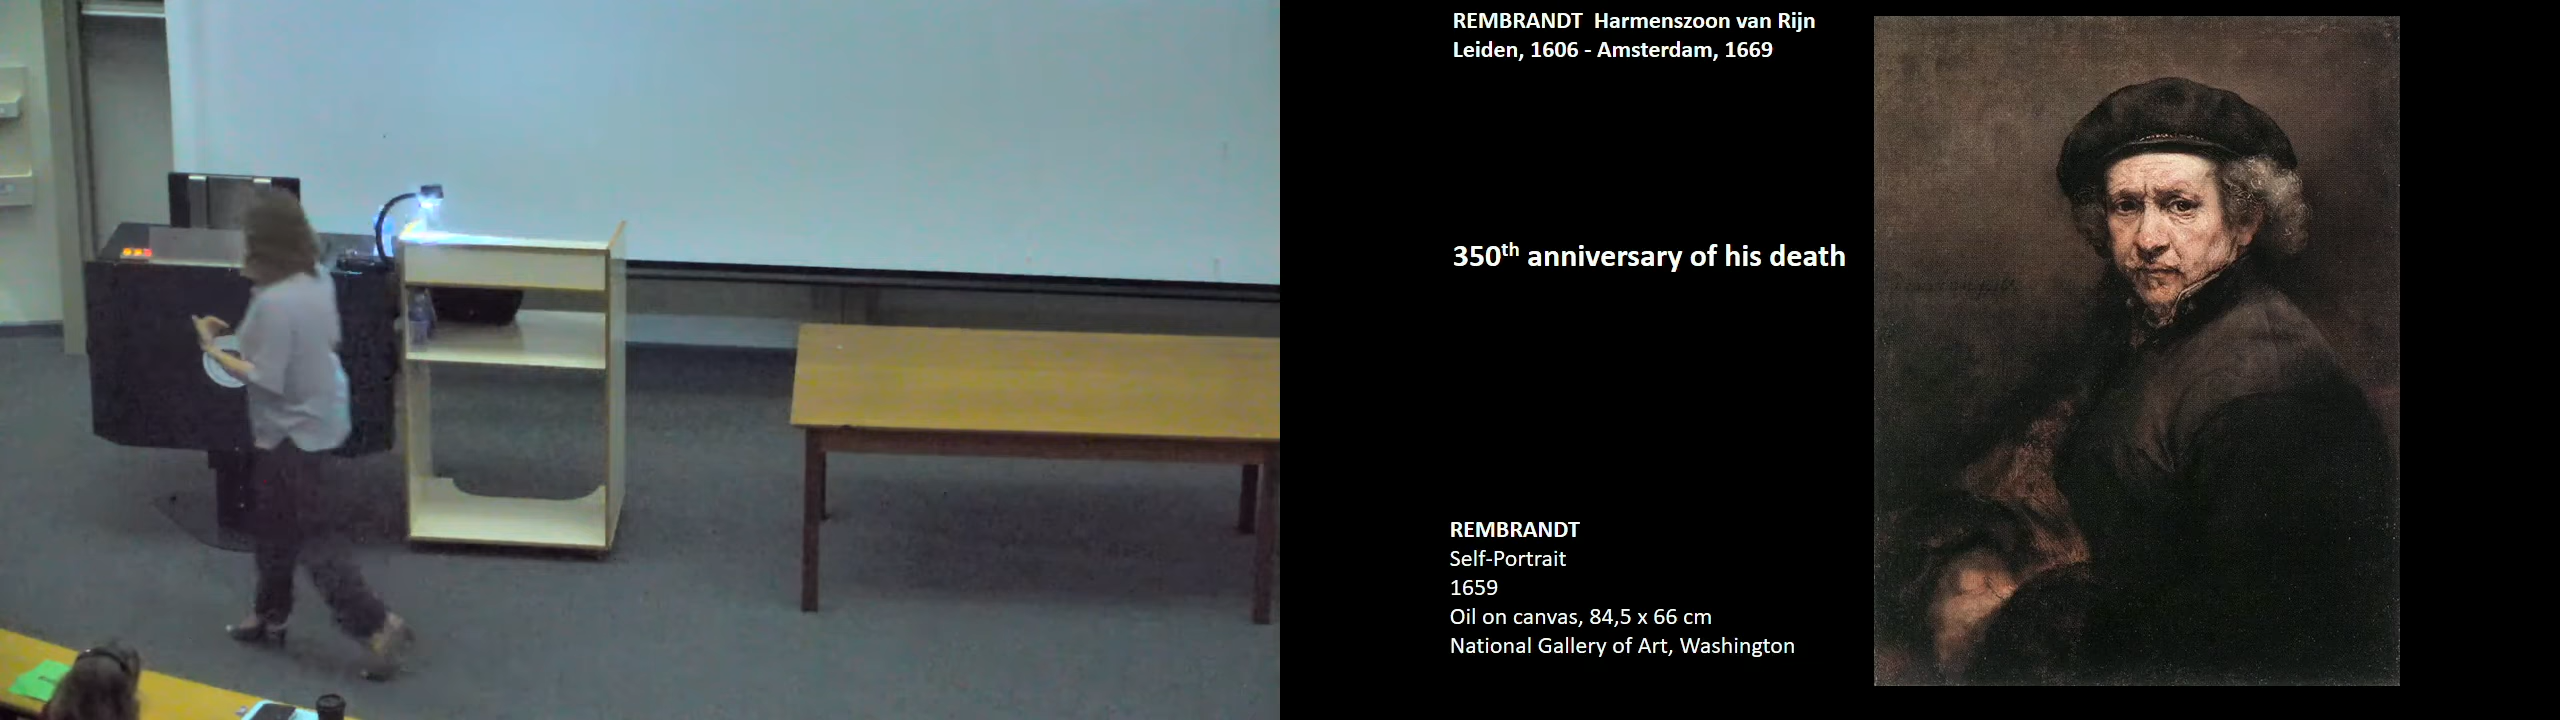 REMBRANDT Harmenszoon van Rijn
Leiden, 1606 - Amsterdam, 1669
350th anniversary of his death
REMBRANDT
Self-Portrait
1659
Oil on canvas, 84,5 x 66 cm
National Gallery of Art, Washington